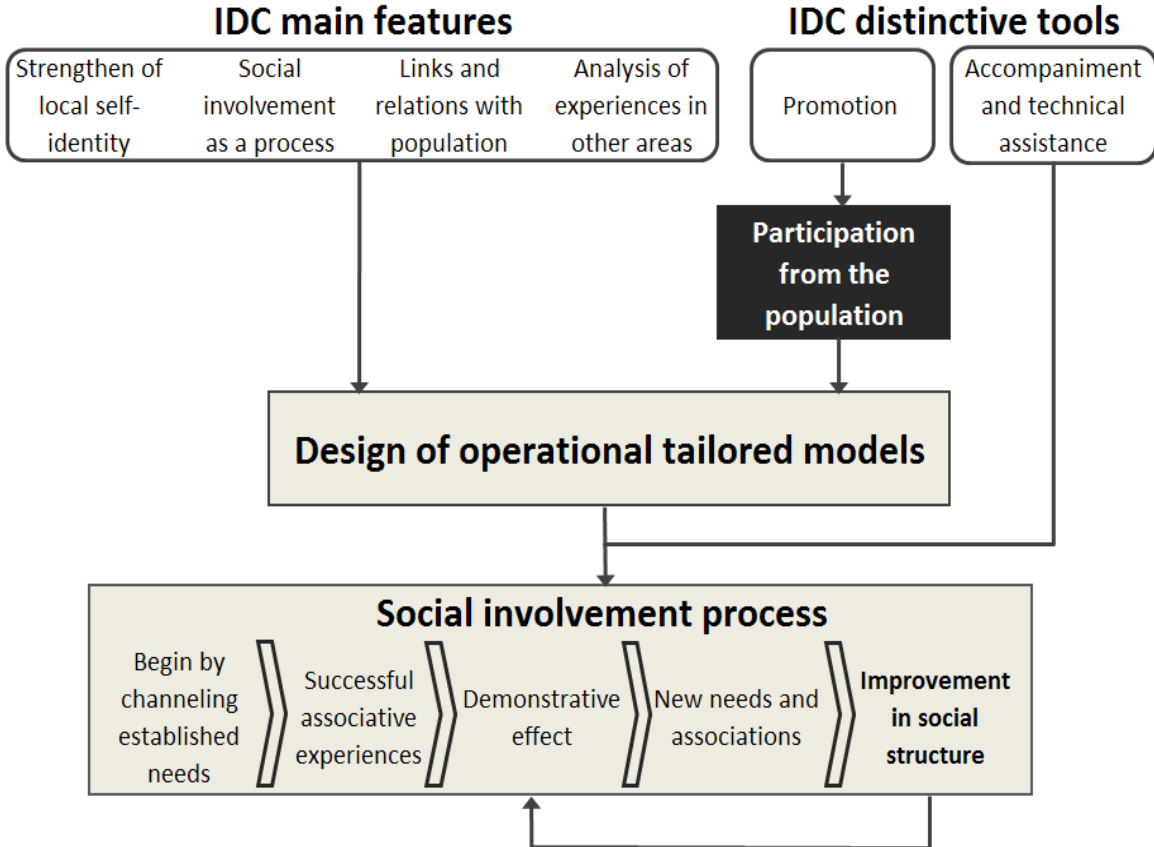 IDC main features
IDC distinctive tools
Strengthen of
local self-
identity
Social
involvement
as a process
Links and
relations with
population
Analysis of
experiences in
other areas
Promotion
Accompaniment
and technical
assistance
Participation
from the
population
Design of operational tailored models
Social involvement process
Begin by
channeling
established
needs
Successful
associative
experiences
Demonstrative
effect
New needs and
associations
Improvement
in social
structure